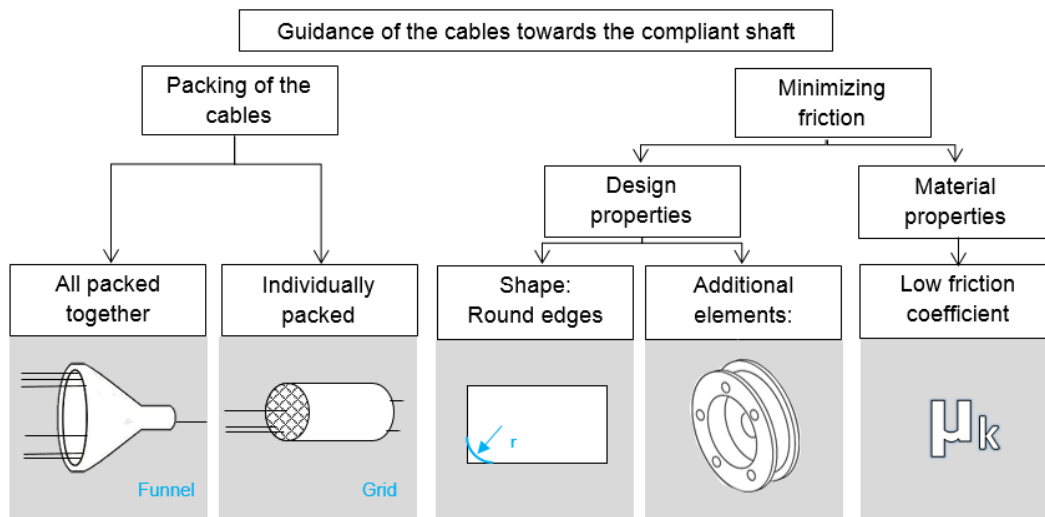 Guidance of the cables towards the compliant shaft
Packing of the
cables
Minimizing
friction
Design
properties
Material
properties
All packed
together
Individually
packed
Shape:
Round edges
Additional
elements:
Low friction
coefficient
Funnel
Grid
r
μk